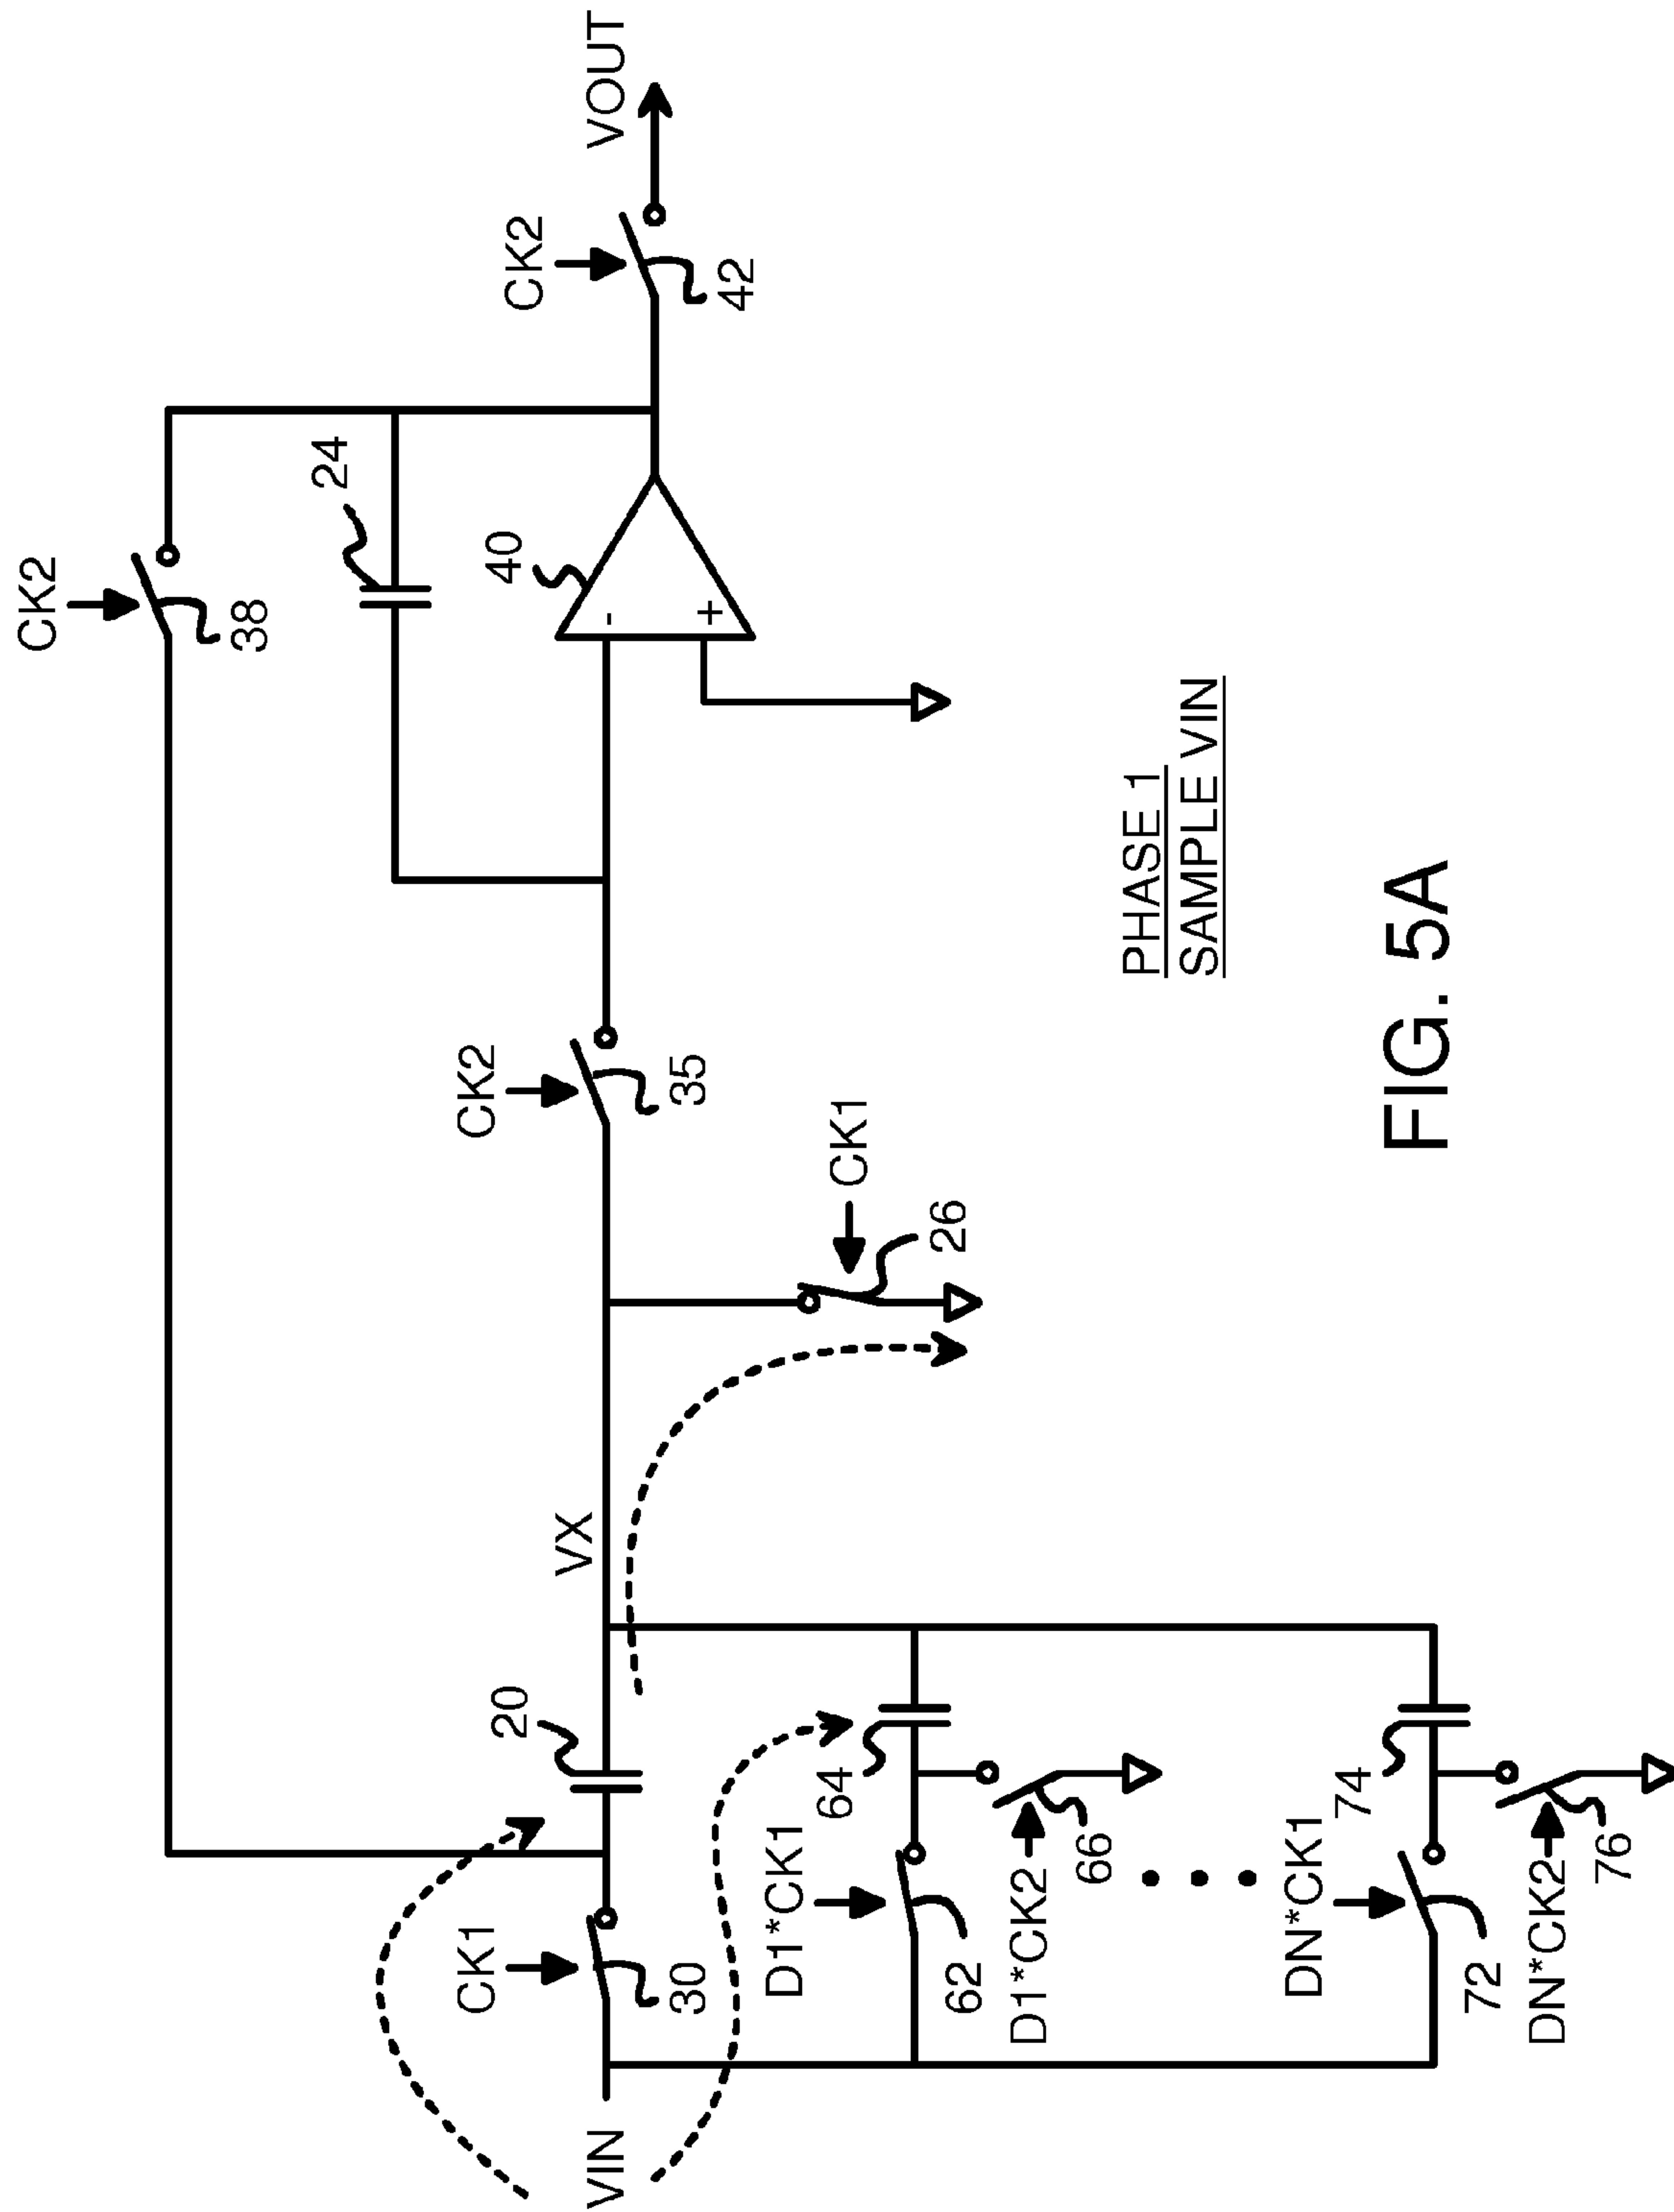 CK2
38
24
CK2
VOUT
42
40
-
+
CK2
35
VX
20
CK1
30
VIN
CK1
26
D1*CK1
64
62
D1*CK2
66
DN*CK1
74
72
DN*CK2
76
PHASE 1
SAMPLE VIN
FIG. 5A